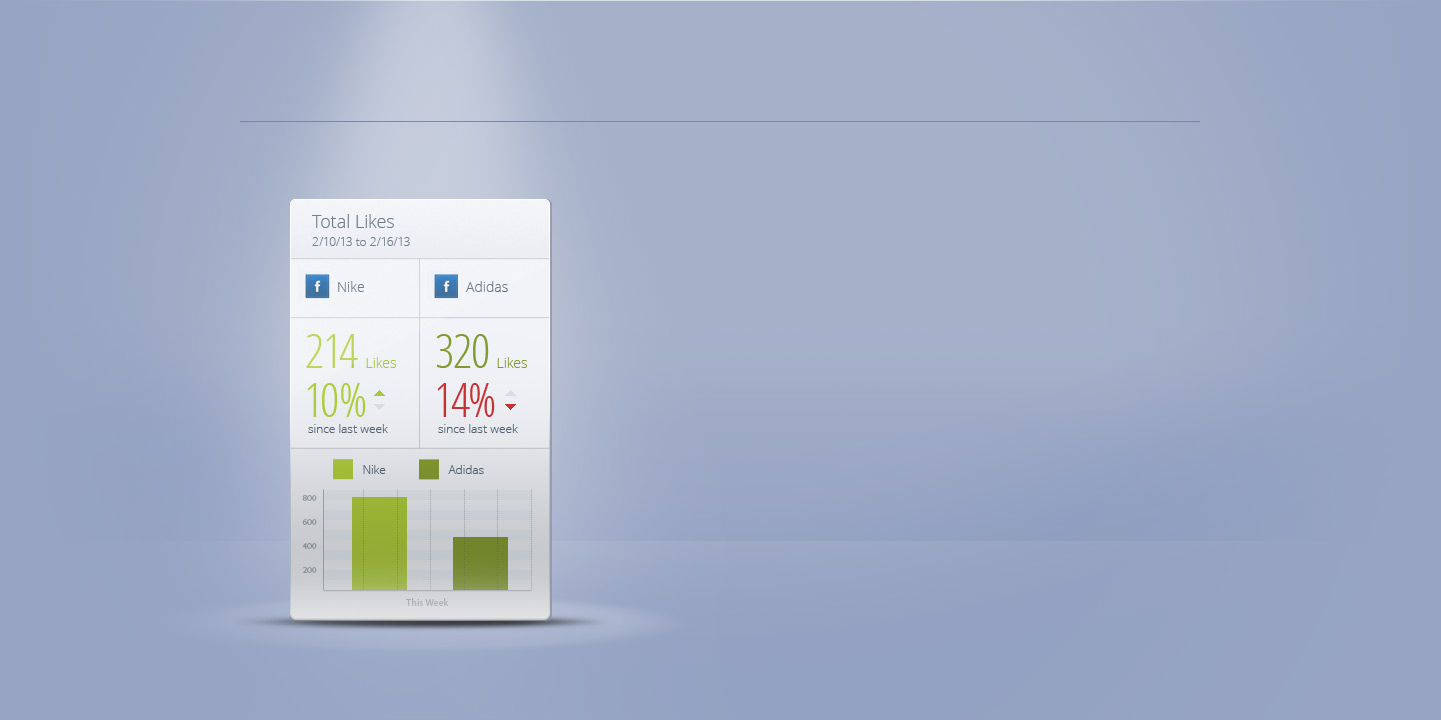 Total Likes
2/10/13 to 2/16/13
f Nike
f Adidas
214 Likes
10%
since last week
320 Likes
14%
since last week
Nike
Adidas
800
600
400
200
This Week